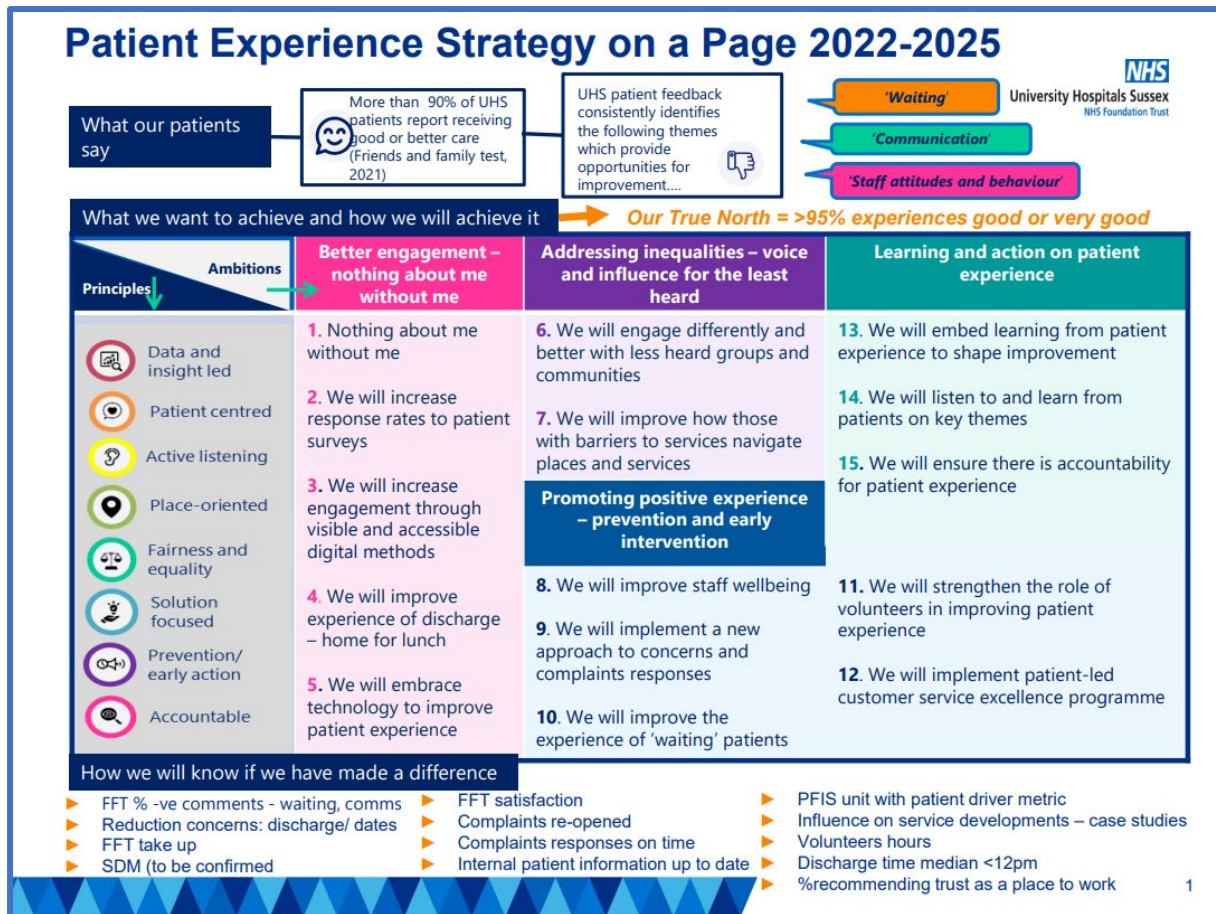 Patient Experience Strategy on a Page 2022-2025
NHS
University Hospitals Sussex
NHS Foundation Trust
What our patients
say
More than 90% of UHS
patients report receiving
good or better care
(Friends and family test,
2021)
UHS patient feedback
consistently identifies
the following themes
which provide
opportunities for
improvement....
'Waiting'
'Communication'
'Staff attitudes and behaviour'
What we want to achieve and how we will achieve it
Our True North = >95% experiences good or very good
Ambitions
Principles
Better engagement –
nothing about me
without me
Addressing inequalities – voice
and influence for the least
heard
Learning and action on patient
experience
Data and
insight led
Patient centred
Active listening
Place-oriented
Fairness and
equality
Solution
focused
Prevention/
early action
Accountable
1. Nothing about me
without me
2. We will increase
response rates to patient
surveys
3. We will increase
engagement through
visible and accessible
digital methods
4. We will improve
experience of discharge
– home for lunch
5. We will embrace
technology to improve
patient experience
6. We will engage differently and
better with less heard groups and
communities
7. We will improve how those
with barriers to services navigate
places and services
Promoting positive experience
– prevention and early
intervention
8. We will improve staff wellbeing
9. We will implement a new
approach to concerns and
complaints responses
10. We will improve the
experience of 'waiting' patients
13. We will embed learning from patient
experience to shape improvement
14. We will listen to and learn from
patients on key themes
15. We will ensure there is accountability
for patient experience
11. We will strengthen the role of
volunteers in improving patient
experience
12. We will implement patient-led
customer service excellence programme
How we will know if we have made a difference
FFT % -ve comments - waiting, comms
Reduction concerns: discharge/ dates
FFT take up
SDM (to be confirmed
FFT satisfaction
Complaints re-opened
Complaints responses on time
Internal patient information up to date
PFIS unit with patient driver metric
Influence on service developments – case studies
Volunteers hours
Discharge time median <12pm
%recommending trust as a place to work
1